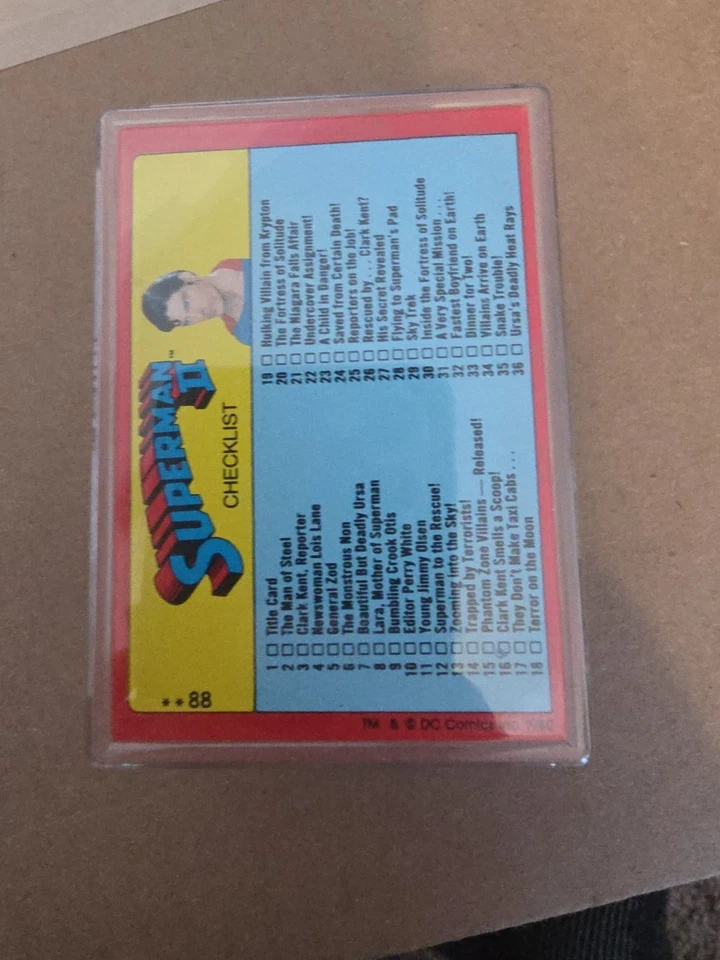 **88
SUPERMAN II™
CHECKLIST
1 □ Title Card
2 □ The Man of Steel
3 □ Clark Kent, Reporter
4 □ Newswoman Lois Lane
5 □ General Zod
6 □ The Monstrous Non
7 □ Beautiful But Deadly Ursa
8 □ Lara, Mother of Superman
9 □ Bumbling Crook Otis
10 □ Editor Perry White
11 □ Young Jimmy Olsen
12 □ Superman to the Rescue!
13 □ Zooming into the Sky!
14 □ Trapped by Terrorists!
15 □ Phantom Zone Villains — Released!
16 □ Clark Kent Smells a Scoop!
17 □ They Don't Make Taxi Cabs...
18 □ Terror on the Moon
19 □ Hulking Villain from Krypton
20 □ The Fortress of Solitude
21 □ The Niagara Falls Affair
22 □ Undercover Assignment!
23 □ A Child in Danger!
24 □ Saved from Certain Death!
25 □ Reporters on the Job!
26 □ Rescued by... Clark Kent?
27 □ His Secret Revealed
28 □ Flying to Superman's Pad
29 □ Sky Trek
30 □ Inside the Fortress of Solitude
31 □ A Very Special Mission...
32 □ Fastest Boyfriend on Earth!
33 □ Dinner for Two!
34 □ Villains Arrive on Earth
35 □ Snake Trouble!
36 □ Ursa's Deadly Heat Rays
TM & © DC Comics Inc.